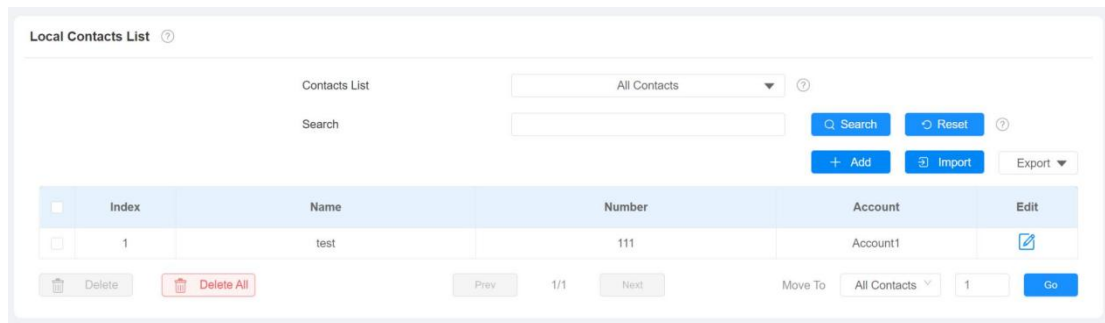 Local Contacts List ?
Contacts List All Contacts ?
Search Search Reset ?
+ Add Import Export
Index Name Number Account Edit
1 test 111 Account1
Delete Delete All Prev 1/1 Next Move To All Contacts 1 Go